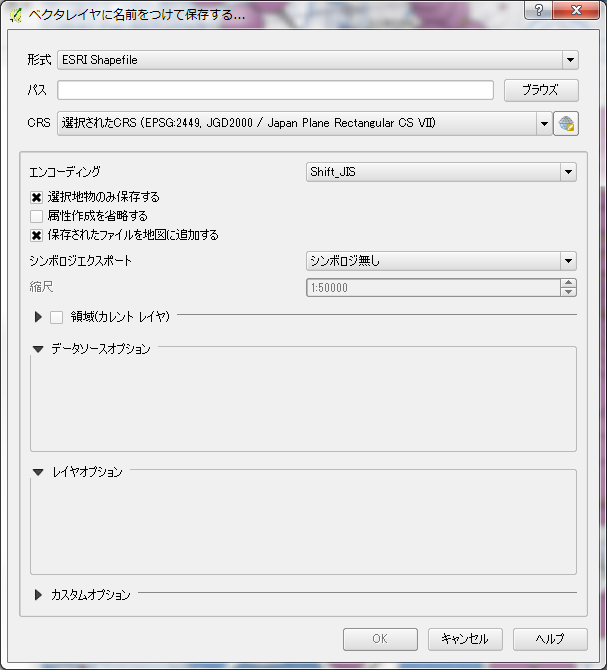 ベクタレイヤに名前をつけて保存する...
形式 ESRI Shapefile
パス ブラウズ
CRS 選択されたCRS (EPSG:2449, JGD2000 / Japan Plane Rectangular CS VII)
エンコーディング Shift_JIS
選択地物のみ保存する
属性作成を省略する
保存されたファイルを地図に追加する
シンボロジエクスポート シンボロジ無し
縮尺 1:50000
領域(カレント レイヤ)
データソースオプション
レイヤオプション
カスタムオプション
OK キャンセル ヘルプ